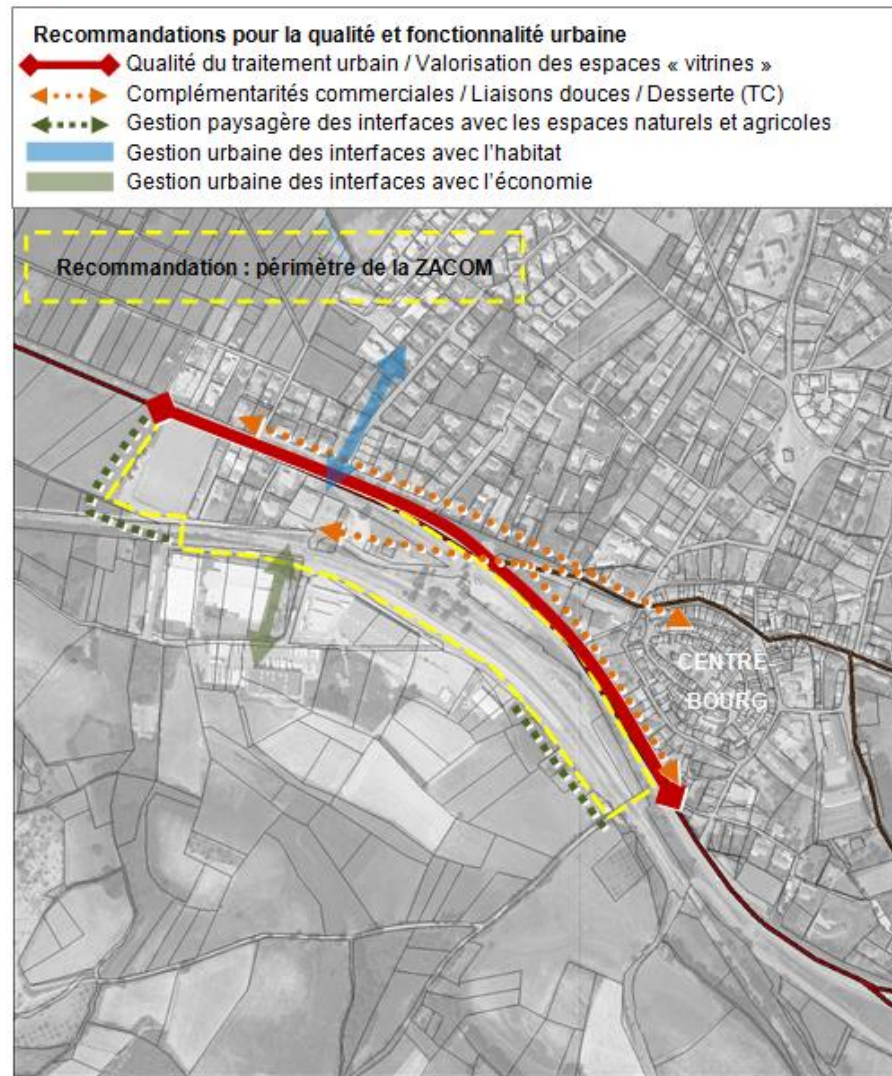 Recommandations pour la qualité et fonctionnalité urbaine
Qualité du traitement urbain / Valorisation des espaces « vitrines »
Complémentarités commerciales / Liaisons douces / Desserte (TC)
Gestion paysagère des interfaces avec les espaces naturels et agricoles
Gestion urbaine des interfaces avec l'habitat
Gestion urbaine des interfaces avec l'économie
Recommandation : périmètre de la ZACOM
CENTRE-
BOURG